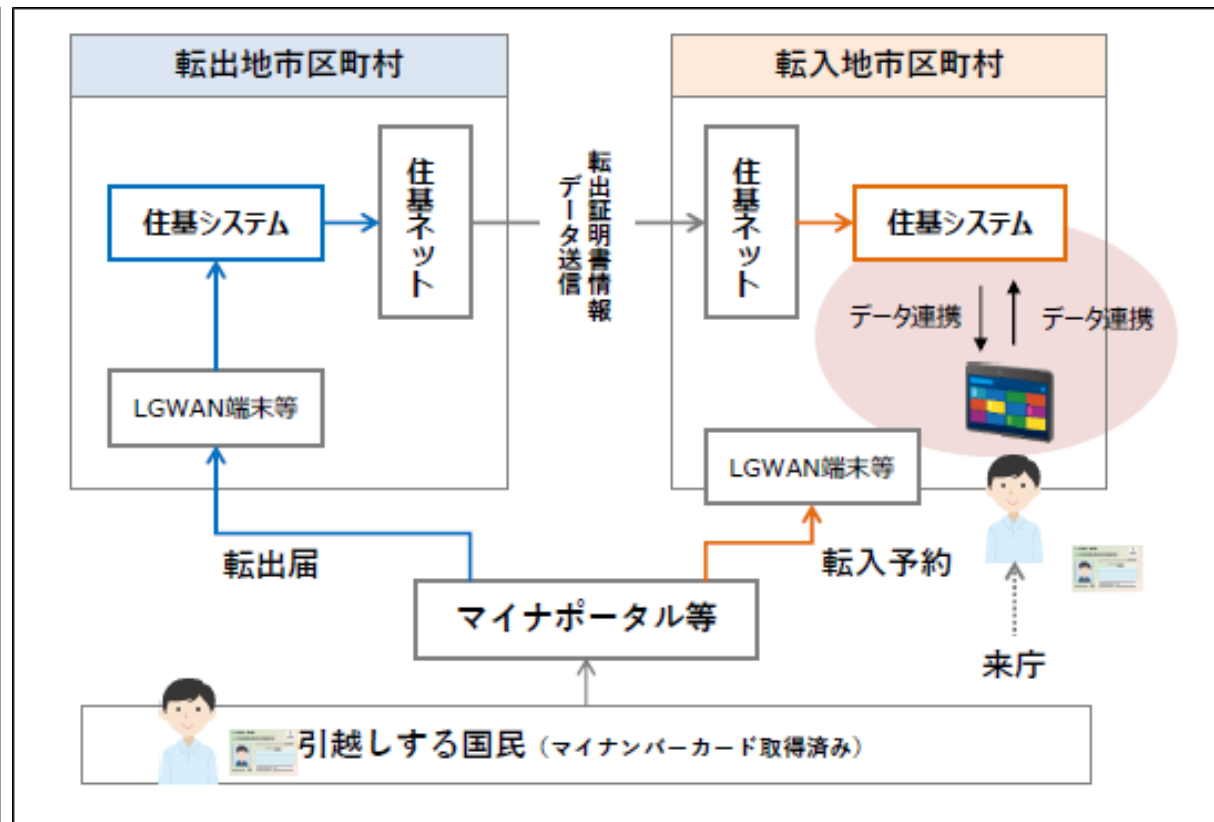 転出地市区町村
転入地市区町村
住基システム
住基ネット
転出証明書情報
データ送信
住基ネット
住基システム
データ連携
データ連携
LGWAN端末等
LGWAN端末等
転出届
転入予約
マイナポータル等
来庁
引越しする国民（マイナンバーカード取得済み）